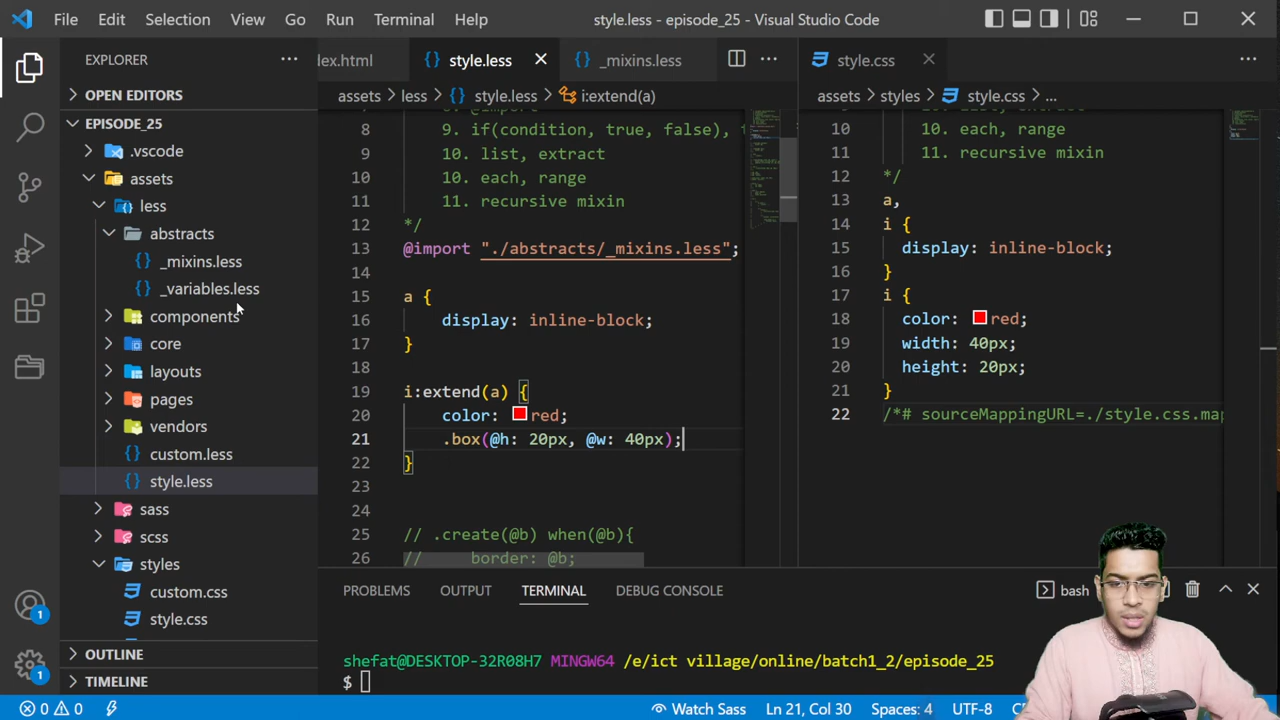 File Edit Selection View Go Run Terminal Help style.less - episode_25 - Visual Studio Code
EXPLORER
OPEN EDITORS
EPISODE_25
.vscode
assets
less
abstracts
_mixins.less
_variables.less
components
core
layouts
pages
vendors
custom.less
style.less
sass
scss
styles
custom.css
style.css
OUTLINE
TIMELINE
dex.html style.less _mixins.less
assets > less > style.less > i:extend(a)
8 9. if(condition, true, false),
9 10. list, extract
10 10. each, range
11 11. recursive mixin
12 */
13 @import "./abstracts/_mixins.less";
14
15 a {
16 display: inline-block;
17 }
18
19 i:extend(a) {
20 color: red;
21 .box(@h: 20px, @w: 40px);
22 }
23
24
25 // .create(@b) when(@b){
26 // border: @b;
style.css
assets > styles > style.css > ...
10 10. each, range
11 11. recursive mixin
12 */
13 a,
14 i {
15 display: inline-block;
16 }
17 i {
18 color: red;
19 width: 40px;
20 height: 20px;
21 }
22 /*# sourceMappingURL=./style.css.map
PROBLEMS OUTPUT TERMINAL DEBUG CONSOLE bash
shefat@DESKTOP-32R08H7 MINGW64 /e/ict village/online/batch1_2/episode_25
$
1
1
0 0 Watch Sass Ln 21, Col 30 Spaces: 4 UTF-8